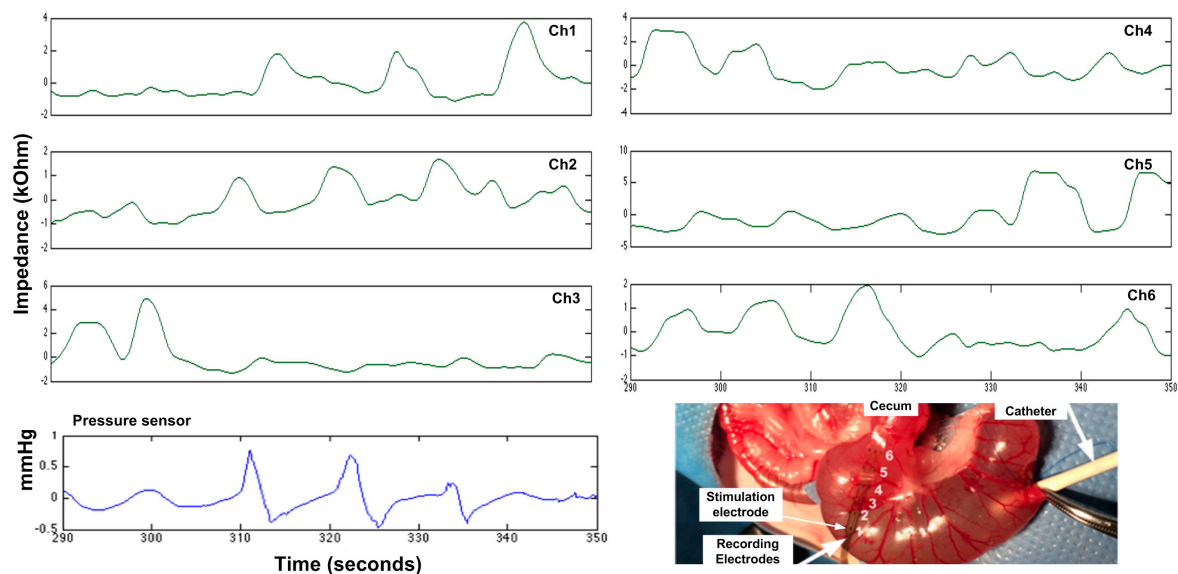 Ch1
4
2
0
-2
Ch4
4
2
0
-2
-4
Impedance (kOhm)
Ch2
2
1
0
-1
-2
Ch5
10
5
0
-5
Ch3
6
4
2
0
-2
Ch6
2
1
0
-1
-2
290 300 310 320 330 340 350
Pressure sensor
mmHg
1
0.5
0
-0.5
290 300 310 320 330 340 350
Time (seconds)
Cecum
Catheter
6
5
4
3
2
1
Stimulation
electrode
Recording
Electrodes